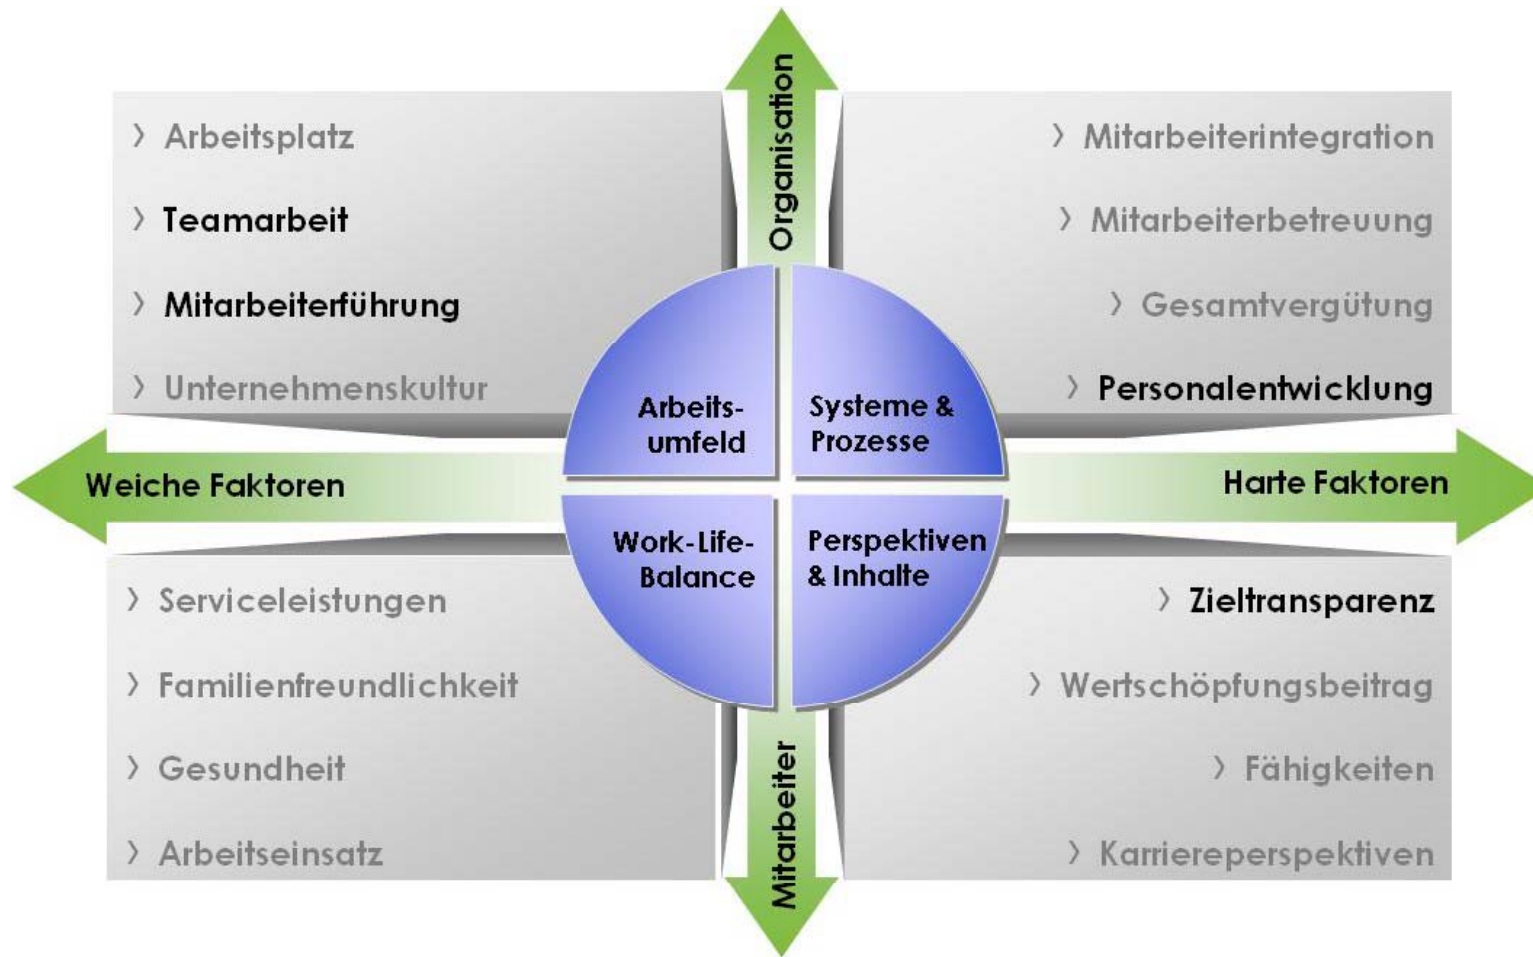 Organisation
› Arbeitsplatz
› Teamarbeit
› Mitarbeiterführung
› Unternehmenskultur
› Mitarbeiterintegration
› Mitarbeiterbetreuung
› Gesamtvergütung
› Personalentwicklung
Arbeits-
umfeld
Systeme &
Prozesse
Weiche Faktoren
Harte Faktoren
Work-Life-
Balance
Perspektiven
& Inhalte
› Serviceleistungen
› Familienfreundlichkeit
› Gesundheit
› Arbeitseinsatz
› Zieltransparenz
› Wertschöpfungsbeitrag
› Fähigkeiten
› Karriereperspektiven
Mitarbeiter